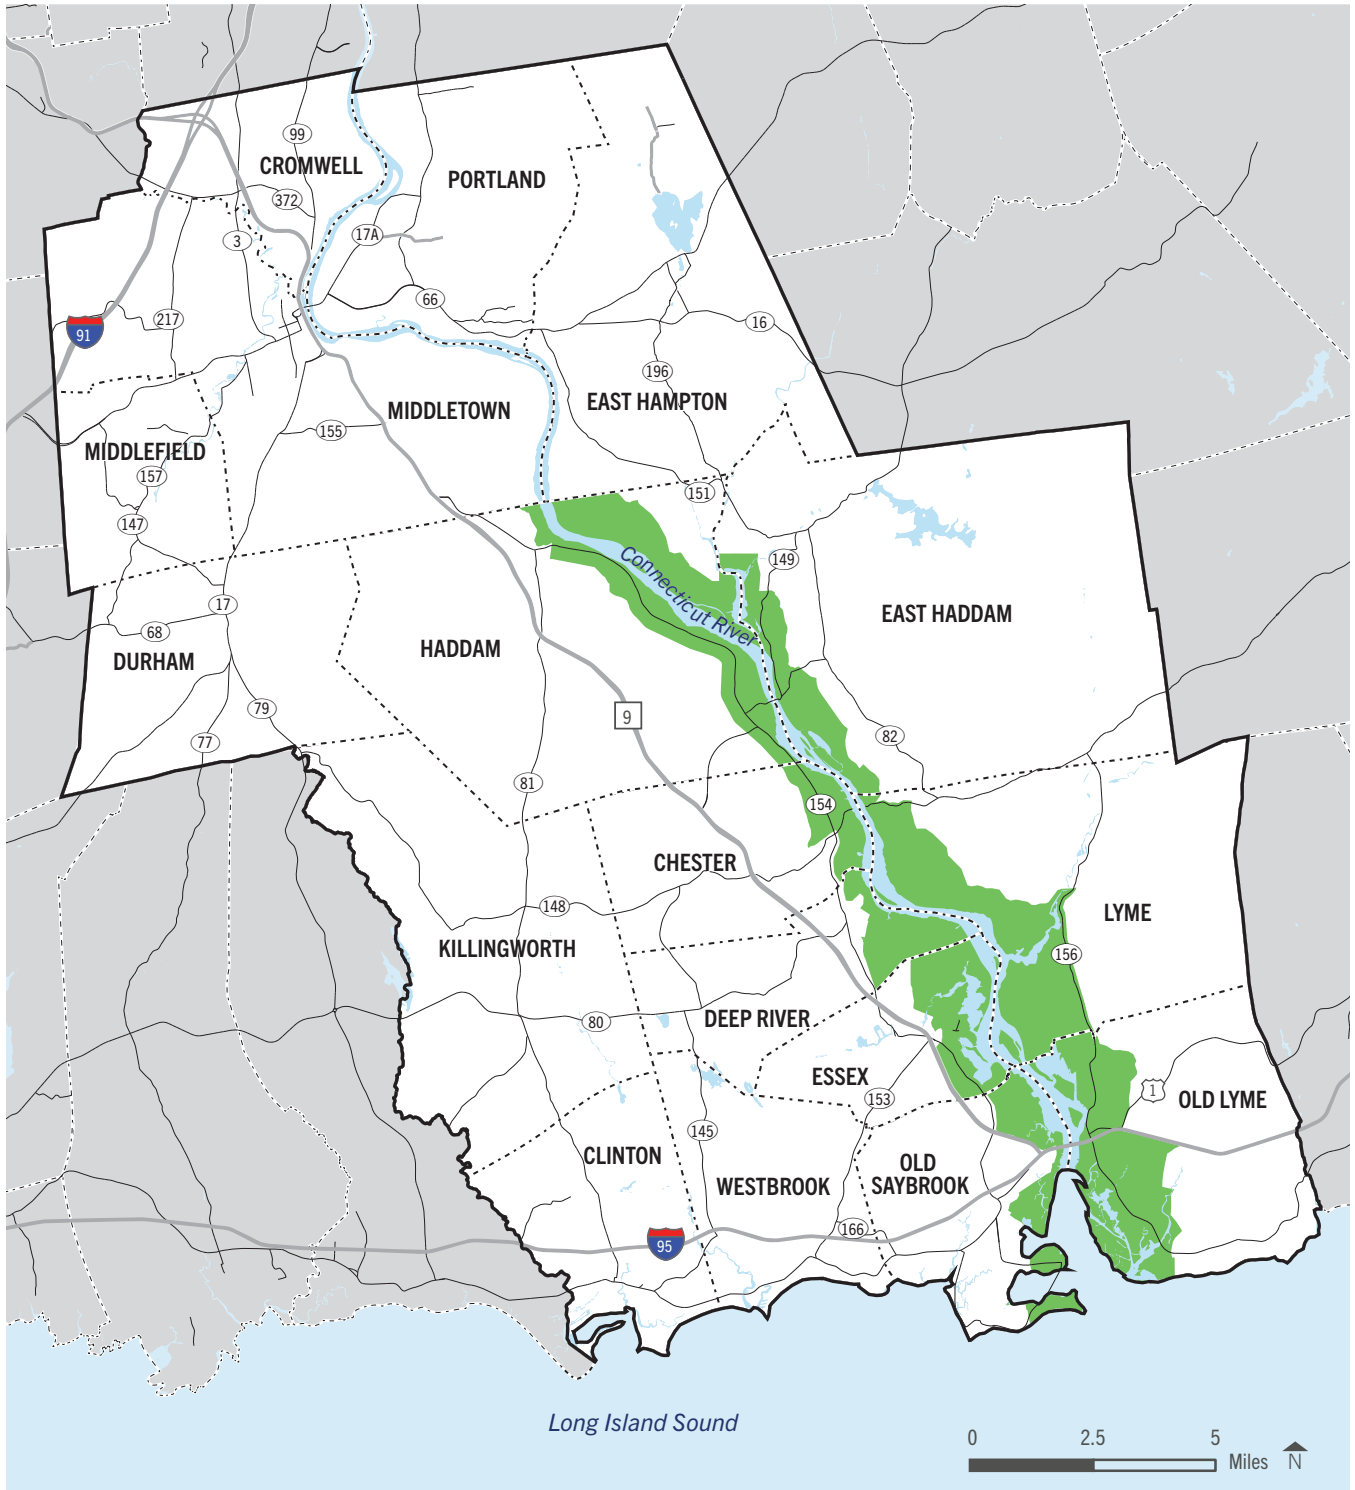 99
CROMWELL
PORTLAND
372
17A
3
66
217
16
91
196
EAST HAMPTON
MIDDLETOWN
155
MIDDLEFIELD
157
151
147
Connecticut River
149
17
EAST HADDAM
68
HADDAM
DURHAM
79
9
82
77
81
154
CHESTER
148
LYME
KILLINGWORTH
156
DEEP RIVER
80
ESSEX
1
OLD LYME
153
145
CLINTON
OLD
SAYBROOK
WESTBROOK
166
95
Long Island Sound
0 2.5 5
Miles N